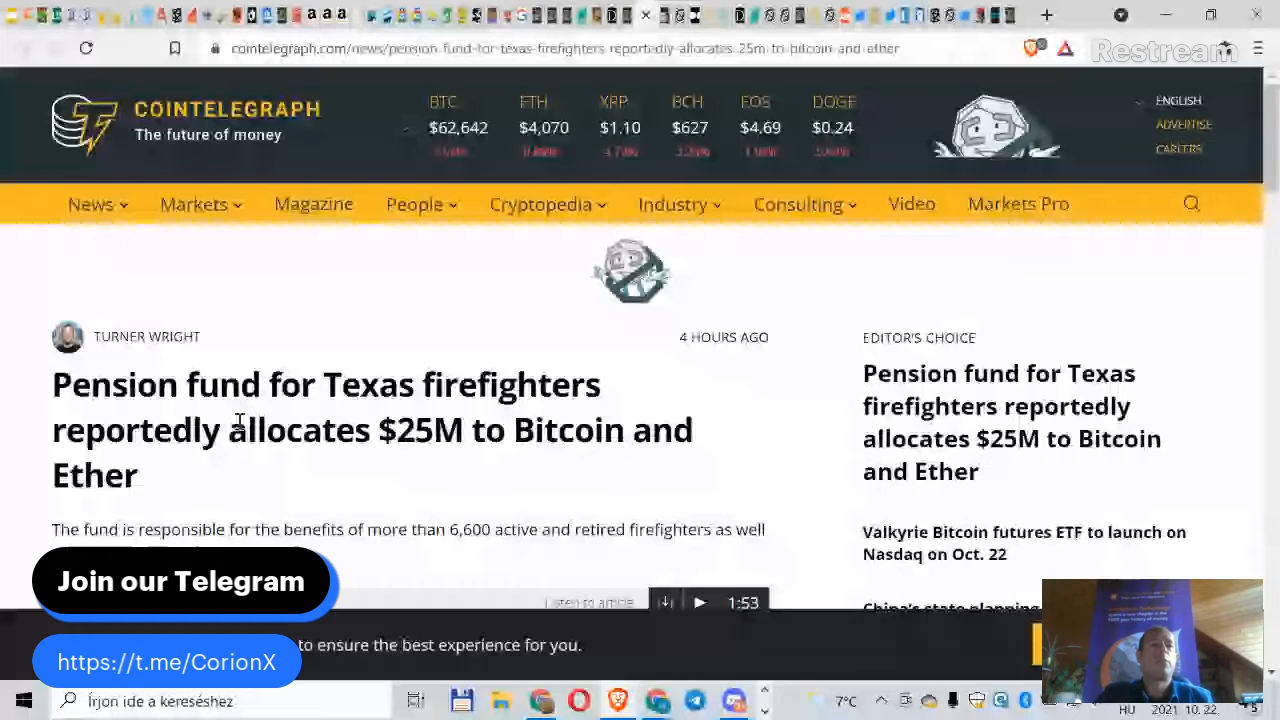 cointelegraph.com/news/pension-fund-for-texas-firefighters-reportedly-allocates-25m-to-bitcoin-and-ether
Restream
COINTELEGRAPH
The future of money
BTC ETH XRP BCH EOS DOGE
$62,642 $4,070 $1.10 $627 $4.69 $0.24
ENGLISH
ADVERTISE
CAREERS
News Markets Magazine People Cryptopedia Industry Consulting Video Markets Pro
TURNER WRIGHT
4 HOURS AGO
Pension fund for Texas firefighters
reportedly allocates $25M to Bitcoin and
Ether
The fund is responsible for the benefits of more than 6,600 active and retired firefighters as well
Listen to article
1:53
EDITOR'S CHOICE
Pension fund for Texas
firefighters reportedly
allocates $25M to Bitcoin
and Ether
Valkyrie Bitcoin futures ETF to launch on
Nasdaq on Oct. 22
China's state planning
Join our Telegram
https://t.me/CorionX
to ensure the best experience for you.
Írjon ide a kereséshez
7°C
HU
2021. 10. 22